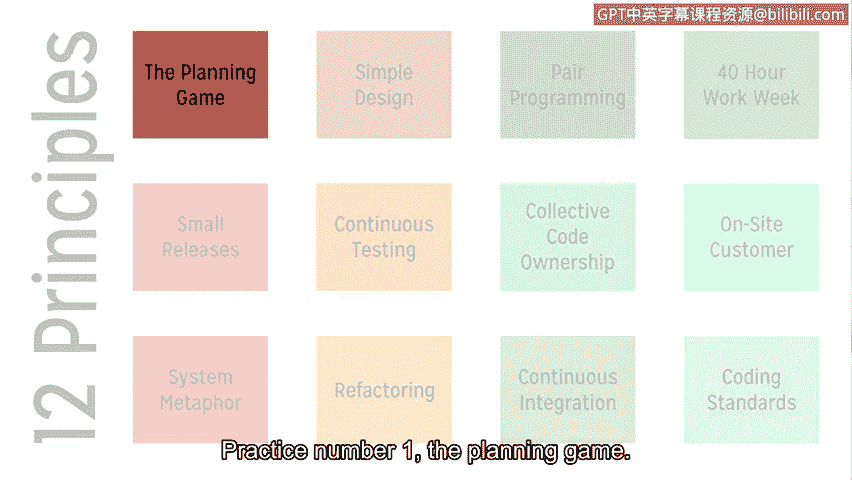 GPT中英字幕课程资源@bilibili.com
12 Principles
The Planning
Game
Simple
Design
Pair
Programming
40 Hour
Work Week
Small
Releases
Continuous
Testing
Collective
Code
Ownership
On-Site
Customer
System
Metaphor
Refactoring
Continuous
Integration
Coding
Standards
Practice number 1, the planning game.